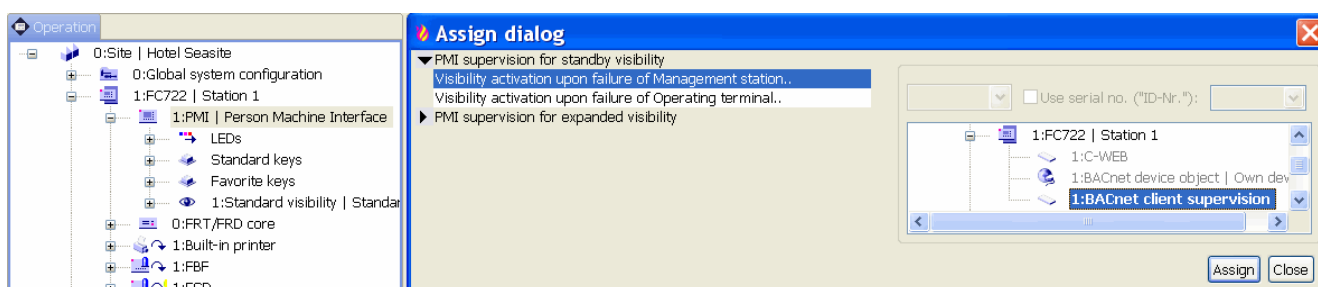 Operation
0:Site | Hotel Seasite
0:Global system configuration
1:FC722 | Station 1
1:PMI | Person Machine Interface
LEDs
Standard keys
Favorite keys
1:Standard visibility | Standar
0:FRT/FRD core
1:Built-in printer
1:FBF
Assign dialog
PMI supervision for standby visibility
Visibility activation upon failure of Management station..
Visibility activation upon failure of Operating terminal..
PMI supervision for expanded visibility
Use serial no. ("ID-Nr."):
1:FC722 | Station 1
1:C-WEB
1:BACnet device object | Own dev
1:BACnet client supervision
Assign Close